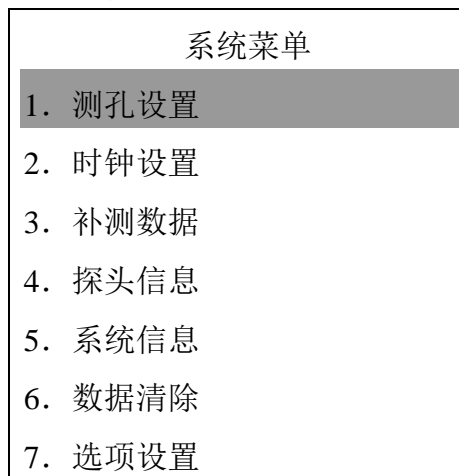 系统菜单
1. 测孔设置
2. 时钟设置
3. 补测数据
4. 探头信息
5. 系统信息
6. 数据清除
7. 选项设置